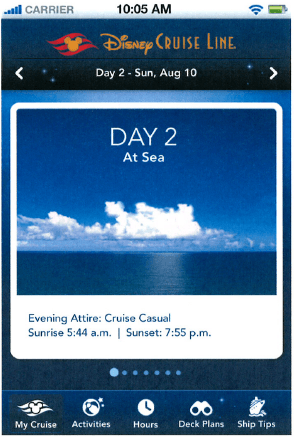 CARRIER 10:05 AM
Disney CRUISE LINE
Day 2 - Sun, Aug 10
DAY 2
At Sea
Evening Attire: Cruise Casual
Sunrise 5:44 a.m. | Sunset: 7:55 p.m.
My Cruise Activities Hours Deck Plans Ship Tips